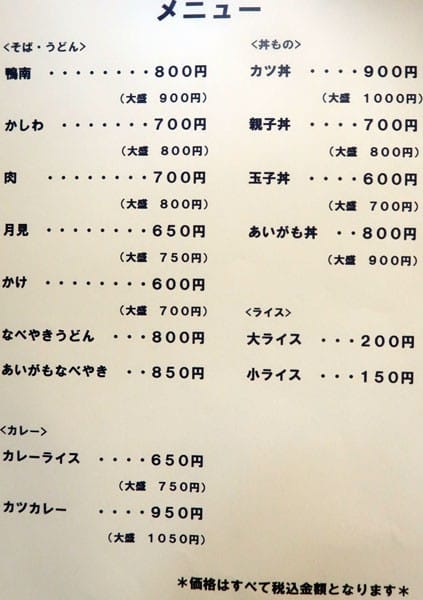 メニュー
<そば・うどん>
鴨南 ・・・・・・・・800円
（大盛 900円）
かしわ ・・・・・・・700円
（大盛 800円）
肉 ・・・・・・・・700円
（大盛 800円）
月見 ・・・・・・・・650円
（大盛 750円）
かけ ・・・・・・・・600円
（大盛 700円）
なべやきうどん ・・・800円
あいがもなべやき ・・850円
<カレー>
カレーライス ・・・・650円
（大盛 750円）
カツカレー ・・・・950円
（大盛 1050円）
<丼もの>
カツ丼 ・・・・900円
（大盛 1000円）
親子丼 ・・・・700円
（大盛 800円）
玉子丼 ・・・・600円
（大盛 700円）
あいがも丼 ・・800円
（大盛 900円）
<ライス>
大ライス ・・・200円
小ライス ・・・150円
＊価格はすべて税込金額となります＊